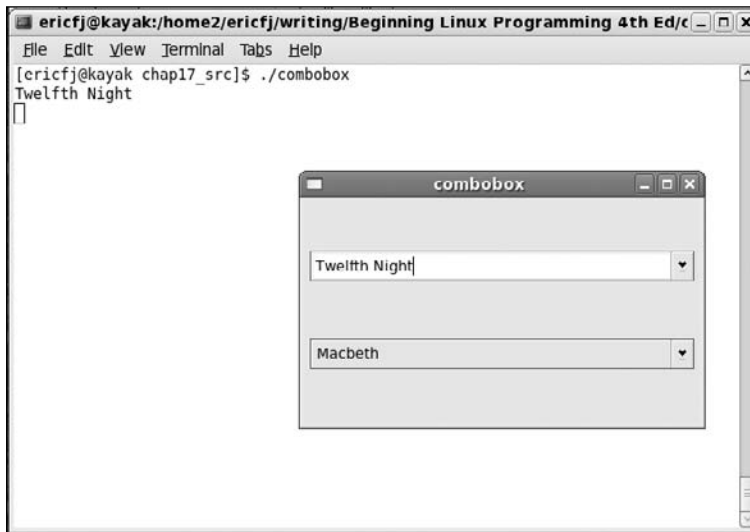 ericfj@kayak:/home2/ericfj/writing/Beginning Linux Programming 4th Ed/c
File Edit View Terminal Tabs Help
[ericfj@kayak chap17_src]$ ./combobox
Twelfth Night
combobox
Twelfth Night
Macbeth